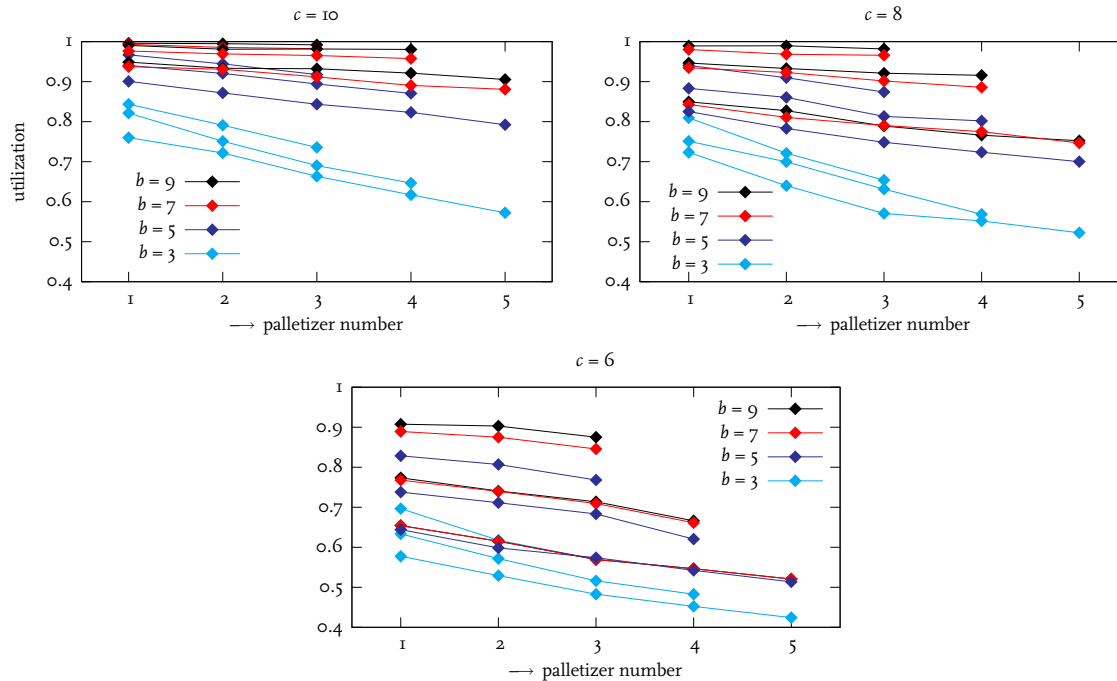 c = 10
1
0.9
0.8
0.7
0.6
0.5
0.4
utilization
b = 9
b = 7
b = 5
b = 3
1 2 3 4 5
→ palletizer number
c = 8
1
0.9
0.8
0.7
0.6
0.5
0.4
b = 9
b = 7
b = 5
b = 3
1 2 3 4 5
→ palletizer number
c = 6
1
0.9
0.8
0.7
0.6
0.5
0.4
b = 9
b = 7
b = 5
b = 3
1 2 3 4 5
→ palletizer number